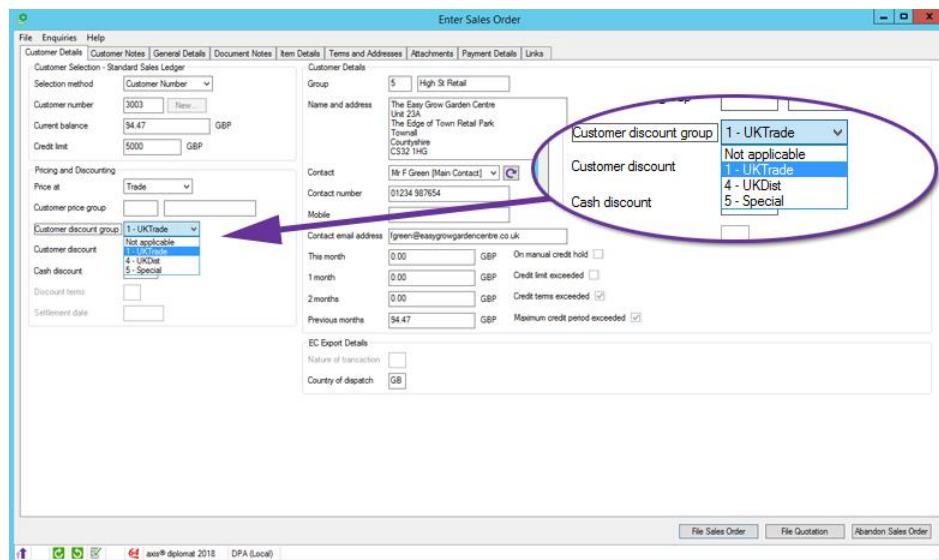 Enter Sales Order
File Enquiries Help
Customer Details Customer Notes General Details Document Notes Item Details Terms and Addresses Attachments Payment Details Links
Customer Selection - Standard Sales Ledger
Selection method Customer Number
Customer number 3003 New...
Current balance 94.47 GBP
Credit limit 5000 GBP
Pricing and Discounting
Price at Trade
Customer price group
Customer discount group 1 - UKTrade
Not applicable
1 - UKTrade
Customer discount
4 - UKDist
Cash discount 5 - Special
Discount terms
Settlement date
Customer Details
Group 5 High St Retail
Name and address The Easy Grow Garden Centre
Unit 23A
The Edge of Town Retail Park
Townall
Countyshire
CS32 1HG
Contact Mr F Green [Main Contact]
Contact number 01234 987654
Mobile
Contact email address fgreen@easygrowgardencentre.co.uk
This month 0.00 GBP On manual credit hold
1 month 0.00 GBP Credit limit exceeded
2 months 0.00 GBP Credit terms exceeded
Previous months 94.47 GBP Maximum credit period exceeded
EC Export Details
Nature of transaction
Country of dispatch GB
Customer discount group 1 - UKTrade
Not applicable
Customer discount 1 - UKTrade
4 - UKDist
Cash discount 5 - Special
File Sales Order File Quotation Abandon Sales Order
axis® diplomat 2018 DPA (Local)